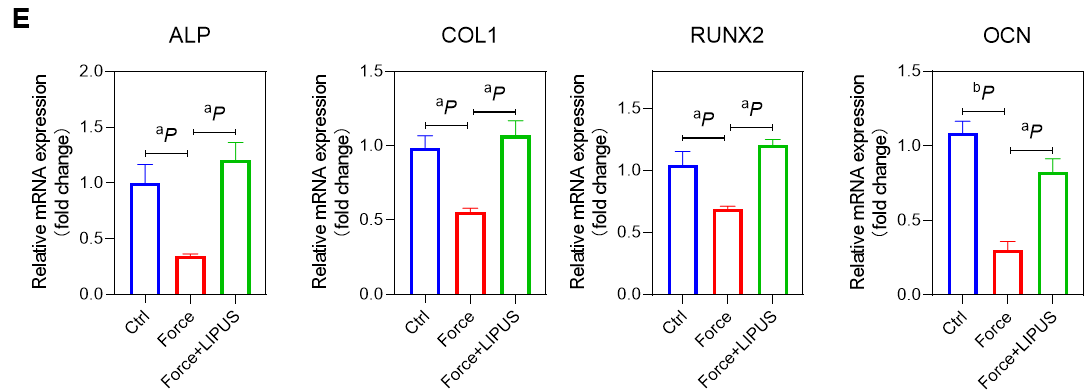 E
ALP
Relative mRNA expression
(fold change)
2.0
1.5
1.0
0.5
0.0
aP
aP
Ctrl
Force
Force+LIPUS
COL1
Relative mRNA expression
(fold change)
1.5
1.0
0.5
0.0
aP
aP
Ctrl
Force
Force+LIPUS
RUNX2
Relative mRNA expression
(fold change)
1.5
1.0
0.5
0.0
aP
aP
Ctrl
Force
Force+LIPUS
OCN
Relative mRNA expression
(fold change)
1.5
1.0
0.5
0.0
bP
aP
Ctrl
Force
Force+LIPUS